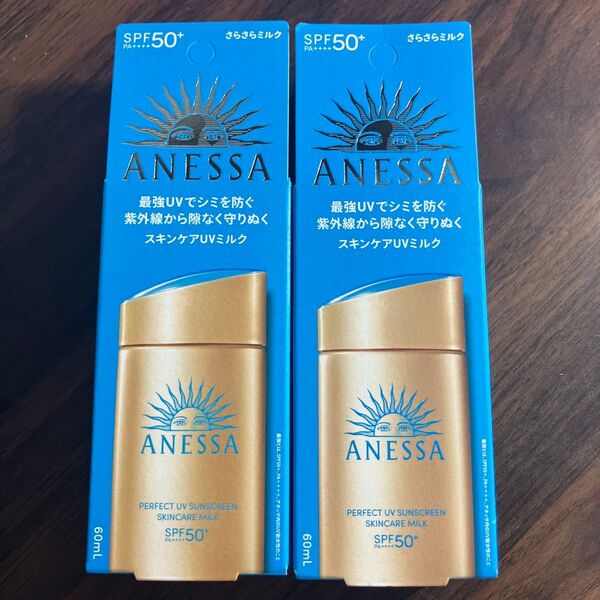 SPF50+
PA++++
さらさらミルク
ANESSA
最強UVでシミを防ぐ
紫外線から隙なく守りぬく
スキンケアUVミルク
ANESSA
PERFECT UV SUNSCREEN
SKINCARE MILK
SPF50+
PA++++
60mL
SPF50+
PA++++
さらさらミルク
ANESSA
最強UVでシミを防ぐ
紫外線から隙なく守りぬく
スキンケアUVミルク
ANESSA
PERFECT UV SUNSCREEN
SKINCARE MILK
SPF50+
PA++++
60mL